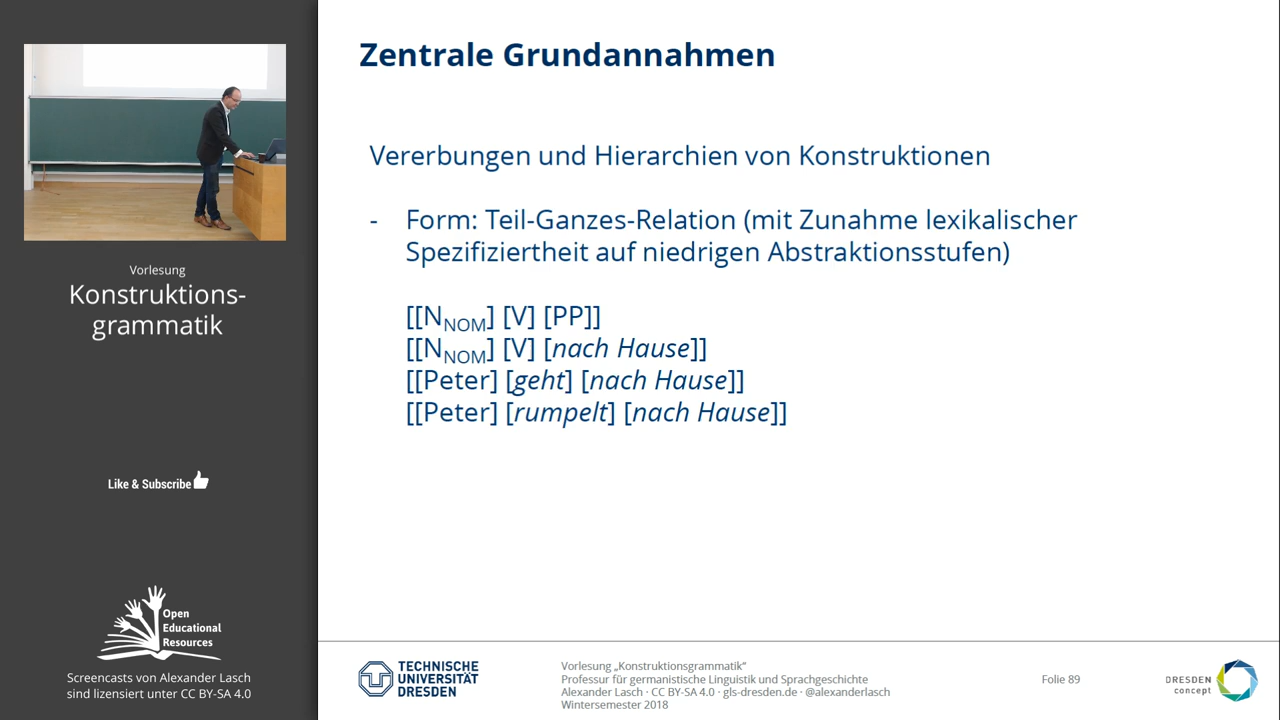 Vorlesung
Konstruktions-
grammatik
Like & Subscribe
Open
Educational
Resources
Screencasts von Alexander Lasch
sind lizensiert unter CC BY-SA 4.0
Zentrale Grundannahmen
Vererbungen und Hierarchien von Konstruktionen
- Form: Teil-Ganzes-Relation (mit Zunahme lexikalischer
Spezifiziertheit auf niedrigen Abstraktionsstufen)
[[N_NOM] [V] [PP]]
[[N_NOM] [V] [nach Hause]]
[[Peter] [geht] [nach Hause]]
[[Peter] [rumpelt] [nach Hause]]
TECHNISCHE
UNIVERSITÄT
DRESDEN
Vorlesung „Konstruktionsgrammatik“
Professur für germanistische Linguistik und Sprachgeschichte
Alexander Lasch · CC BY-SA 4.0 · gls-dresden.de · @alexanderlasch
Wintersemester 2018
Folie 89
DRESDEN
concept